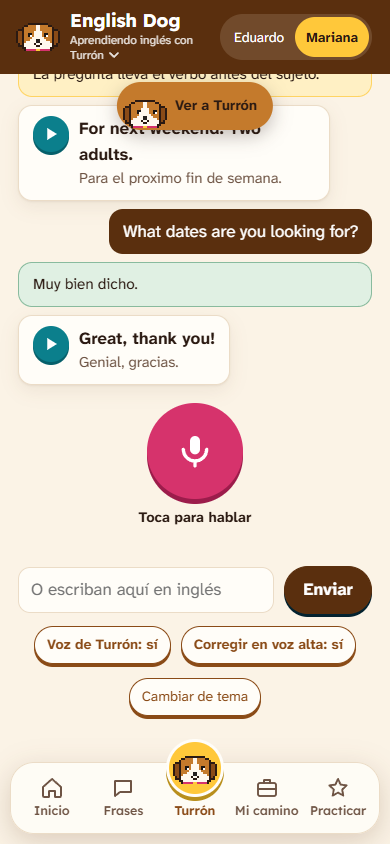 English Dog
Aprendiendo inglés con
Turrón
Eduardo
Mariana
La pregunta lleva el verbo antes del sujeto.
Ver a Turrón
For next weekend. Two
adults.
Para el proximo fin de semana.
What dates are you looking for?
Muy bien dicho.
Great, thank you!
Genial, gracias.
Toca para hablar
O escriban aquí en inglés
Enviar
Voz de Turrón: sí
Corregir en voz alta: sí
Cambiar de tema
Inicio
Frases
Turrón
Mi camino
Practicar